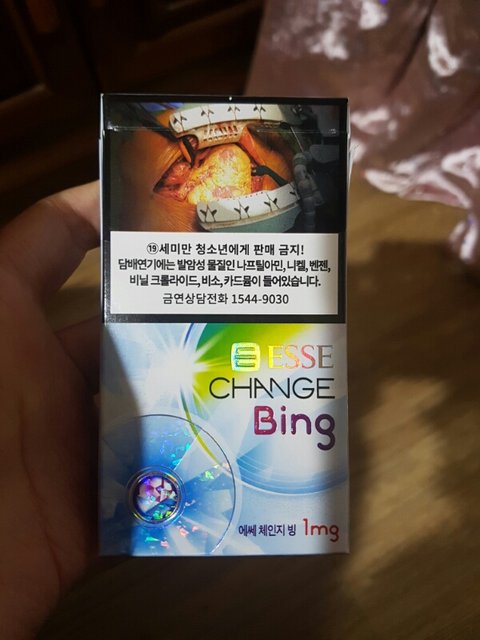 ⑲세미만 청소년에게 판매 금지!
담배연기에는 발암성 물질인 나프틸아민, 니켈, 벤젠,
비닐 크롤라이드, 비소, 카드뮴이 들어있습니다.
금연상담전화 1544-9030
ESSE
CHANGE
Bing
에쎄 체인지 빙 1mg